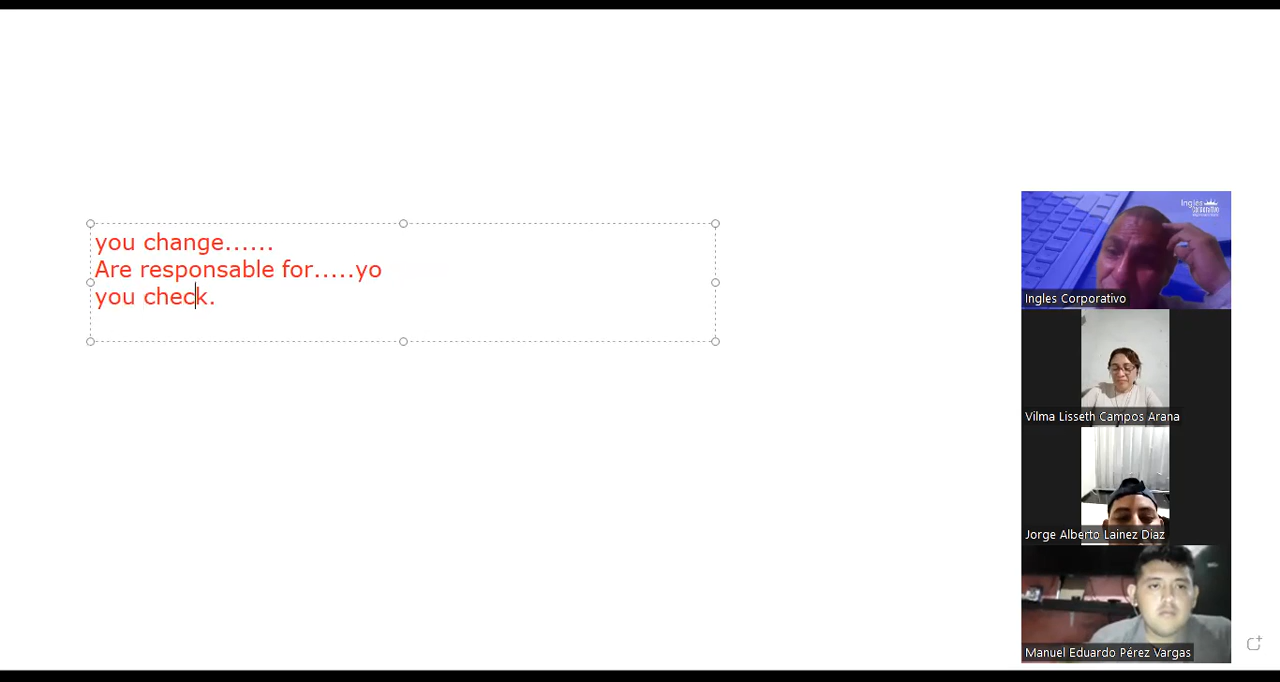 you change......
Are responsable for.....yo
you check.
Ingles
Ingles Corporativo
Vilma Lisseth Campos Arana
Jorge Alberto Lainez Diaz
Manuel Eduardo Pérez Vargas